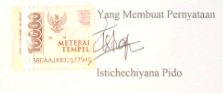 Yang Membuat Pernyataan
10000
METERAI
TEMPEL
Istichechiyana Pido